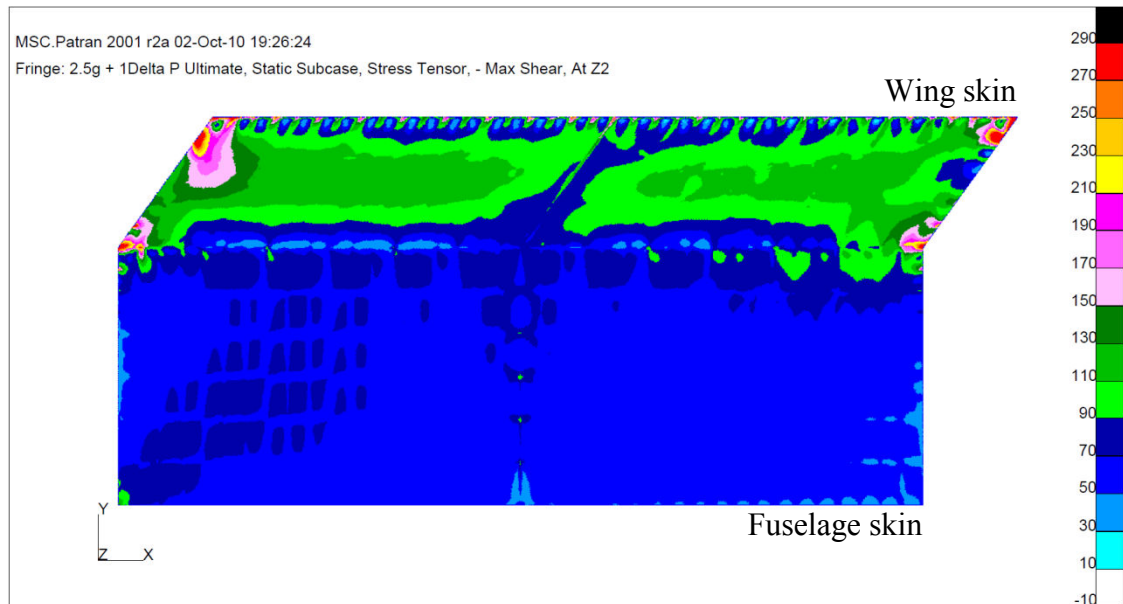 MSC.Patran 2001 r2a 02-Oct-10 19:26:24
Fringe: 2.5g + 1Delta P Ultimate, Static Subcase, Stress Tensor, - Max Shear, At Z2
Wing skin
290
270
250
230
210
190
170
150
130
110
90
70
50
30
10
-10
Fuselage skin
Y
Z X